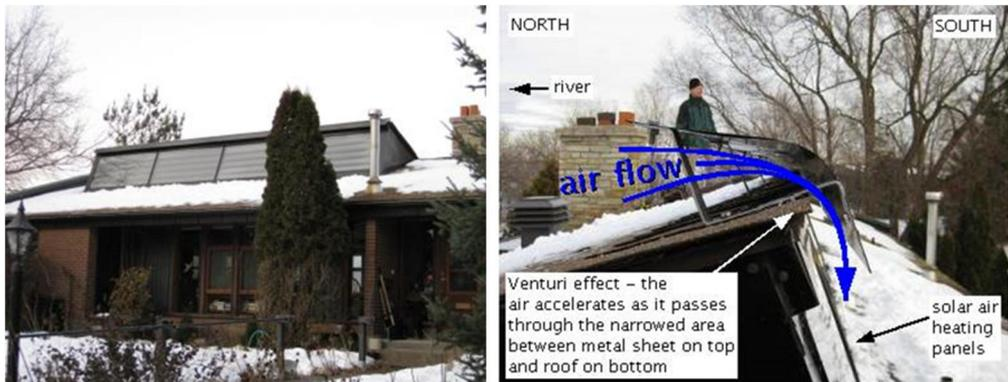 NORTH
SOUTH
river
air flow
Venturi effect – the
air accelerates as it passes
through the narrowed area
between metal sheet on top
and roof on bottom
solar air
heating
panels